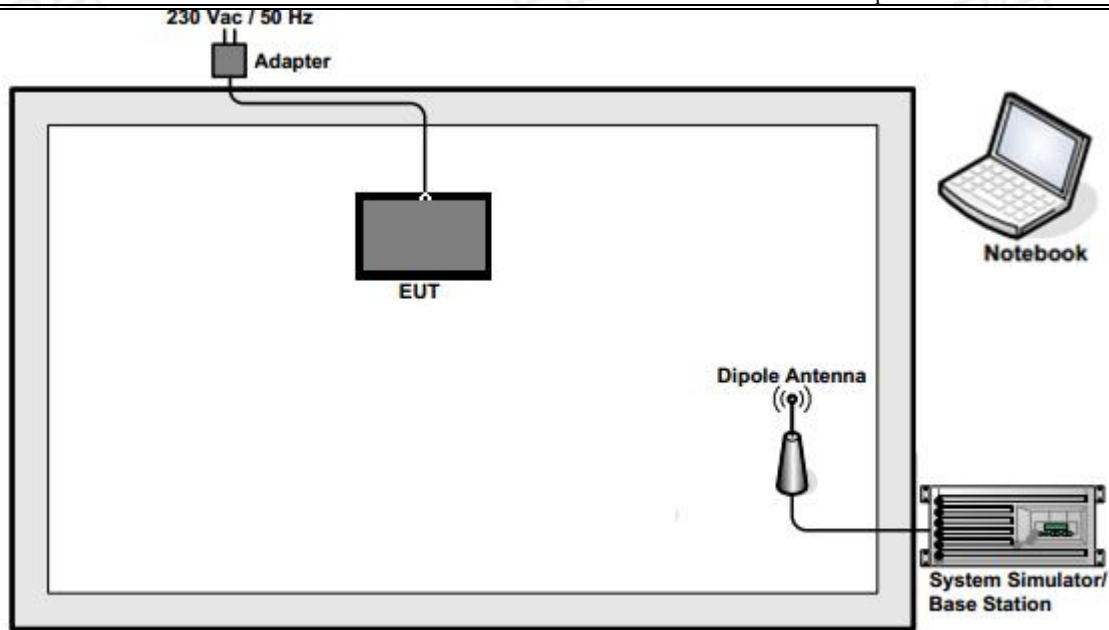 230 Vac / 50 Hz
Adapter
EUT
Notebook
Dipole Antenna
System Simulator/
Base Station